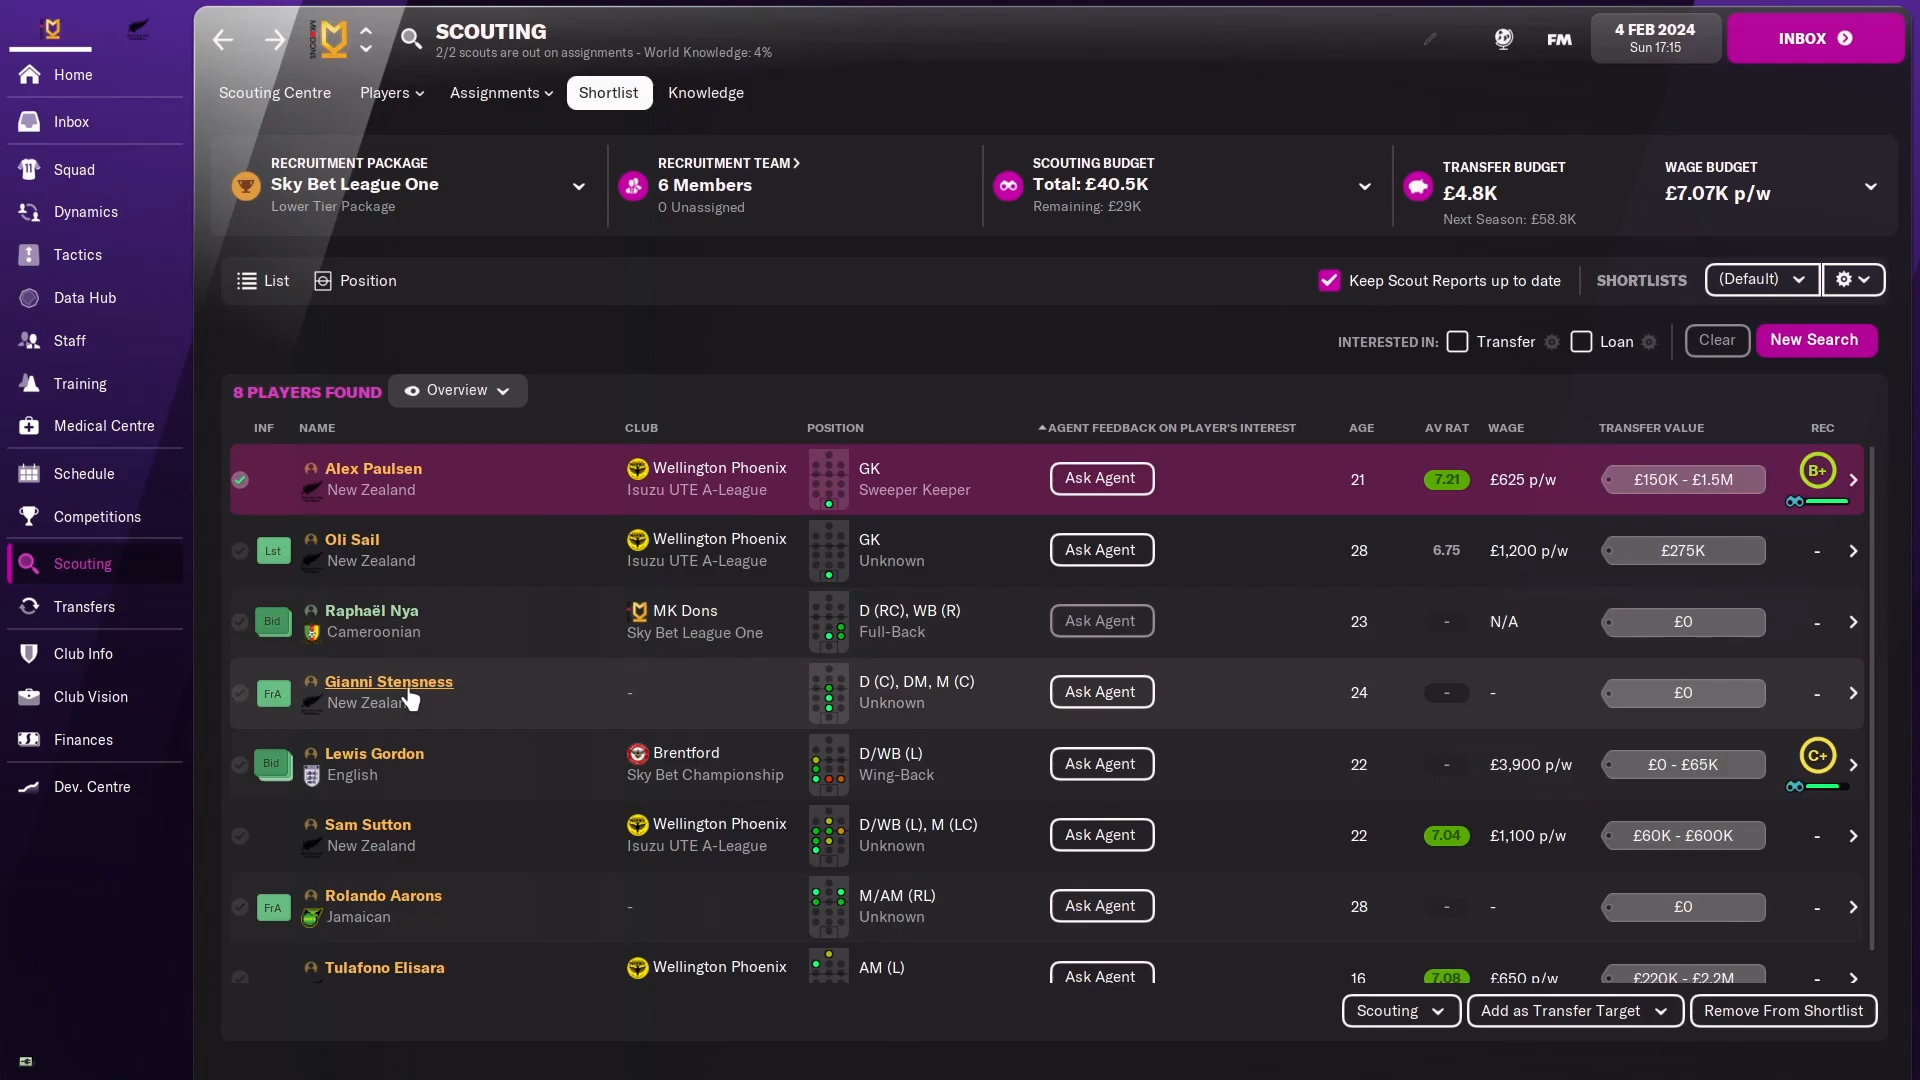 Home
Inbox
Squad
Dynamics
Tactics
Data Hub
Staff
Training
Medical Centre
Schedule
Competitions
Scouting
Transfers
Club Info
Club Vision
Finances
Dev. Centre
MK DONS
SCOUTING
2/2 scouts are out on assignments - World Knowledge: 4%
FM
4 FEB 2024
Sun 17:15
INBOX
Scouting Centre Players Assignments Shortlist Knowledge
RECRUITMENT PACKAGE
Sky Bet League One
Lower Tier Package
RECRUITMENT TEAM
6 Members
0 Unassigned
SCOUTING BUDGET
Total: £40.5K
Remaining: £29K
TRANSFER BUDGET
£4.8K
Next Season: £58.8K
WAGE BUDGET
£7.07K p/w
List Position Keep Scout Reports up to date SHORTLISTS (Default)
INTERESTED IN: Transfer Loan Clear New Search
8 PLAYERS FOUND Overview
INF NAME CLUB POSITION AGENT FEEDBACK ON PLAYER'S INTEREST AGE AV RAT WAGE TRANSFER VALUE REC
Alex Paulsen Wellington Phoenix GK Ask Agent 21 7.21 £625 p/w £150K - £1.5M B+
New Zealand Isuzu UTE A-League Sweeper Keeper
Lst Oli Sail Wellington Phoenix GK Ask Agent 28 6.75 £1,200 p/w £275K -
New Zealand Isuzu UTE A-League Unknown
Bid Raphaël Nya MK Dons D (RC), WB (R) Ask Agent 23 - N/A £0 -
Cameroonian Sky Bet League One Full-Back
FrA Gianni Stensness - D (C), DM, M (C) Ask Agent 24 - - £0 -
New Zealan Unknown
Bid Lewis Gordon Brentford D/WB (L) Ask Agent 22 - £3,900 p/w £0 - £65K C+
English Sky Bet Championship Wing-Back
Sam Sutton Wellington Phoenix D/WB (L), M (LC) Ask Agent 22 7.04 £1,100 p/w £60K - £600K -
New Zealand Isuzu UTE A-League Unknown
FrA Rolando Aarons - M/AM (RL) Ask Agent 28 - - £0 -
Jamaican Unknown
Tulafono Elisara Wellington Phoenix AM (L) Ask Agent 16 7.08 £650 p/w £220K - £2.2M -
Scouting Add as Transfer Target Remove From Shortlist